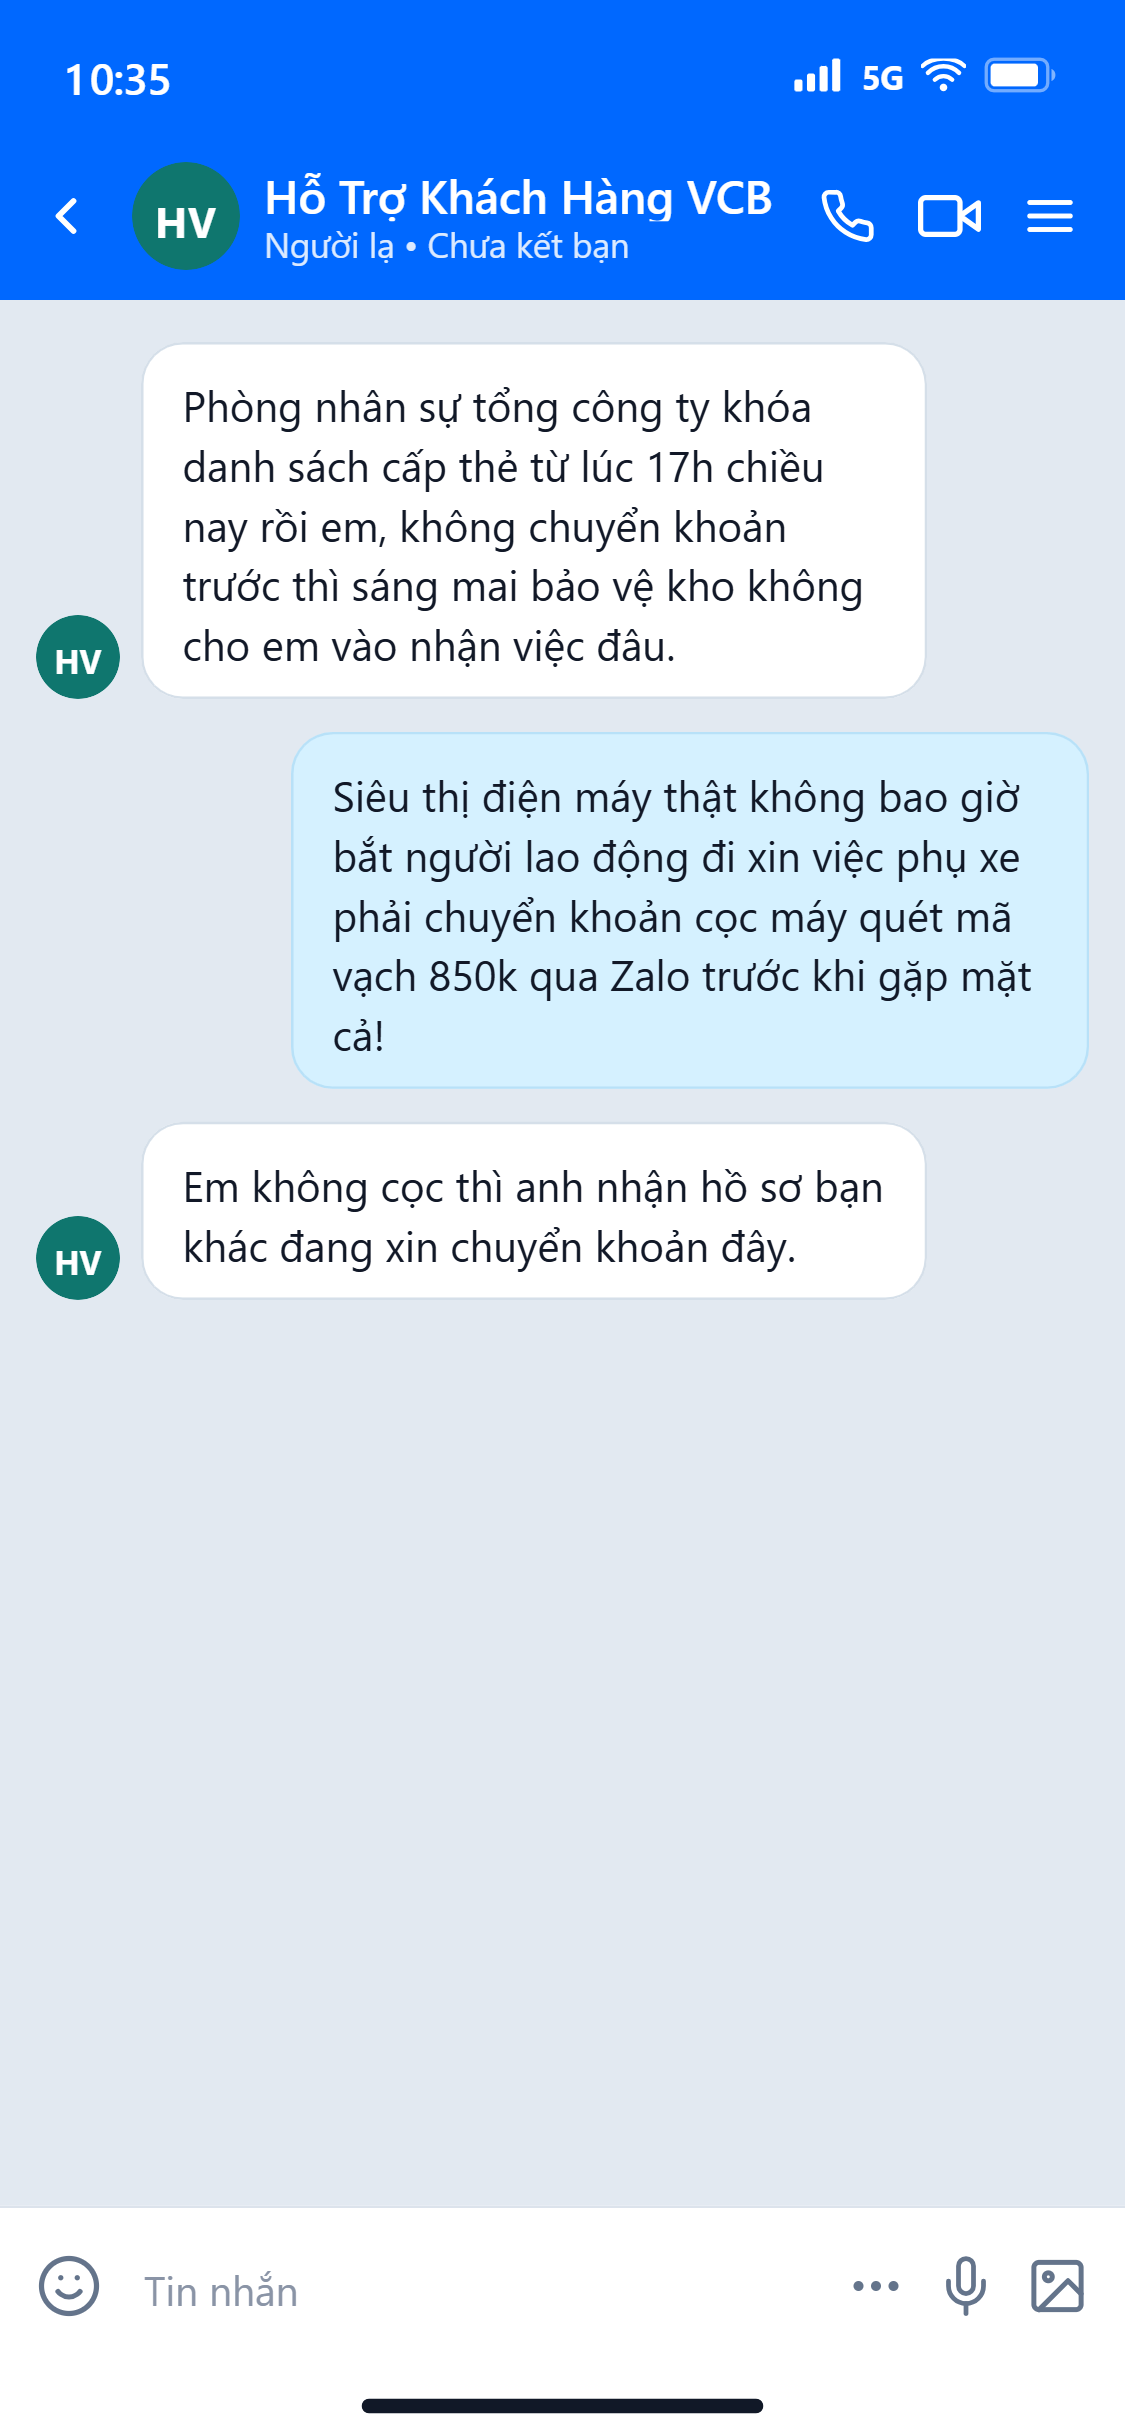 10:35
5G
HV
Hỗ Trợ Khách Hàng VCB
Người lạ • Chưa kết bạn
Phòng nhân sự tổng công ty khóa
danh sách cấp thẻ từ lúc 17h chiều
nay rồi em, không chuyển khoản
trước thì sáng mai bảo vệ kho không
cho em vào nhận việc đâu.
HV
Siêu thị điện máy thật không bao giờ
bắt người lao động đi xin việc phụ xe
phải chuyển khoản cọc máy quét mã
vạch 850k qua Zalo trước khi gặp mặt
cả!
Em không cọc thì anh nhận hồ sơ bạn
khác đang xin chuyển khoản đây.
HV
Tin nhắn